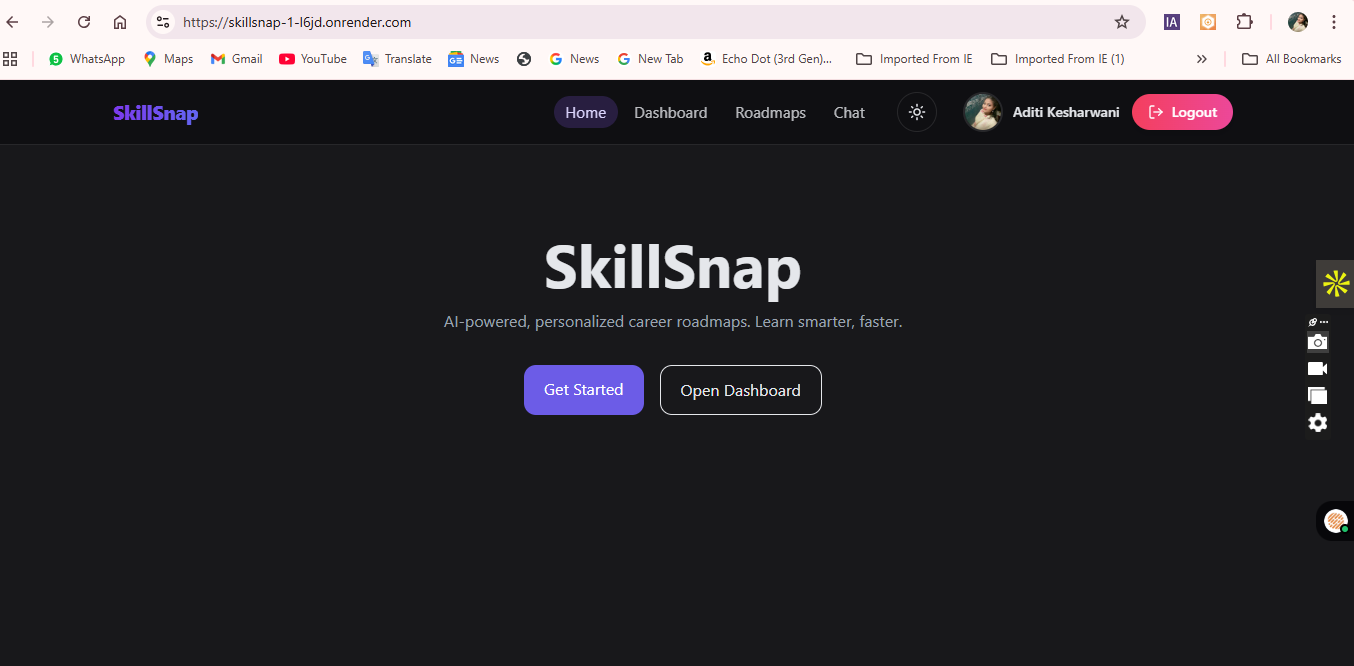 https://skillsnap-1-l6jd.onrender.com
IA
5 WhatsApp Maps Gmail YouTube Translate GE News News New Tab Echo Dot (3rd Gen)... Imported From IE Imported From IE (1) » All Bookmarks
SkillSnap Home Dashboard Roadmaps Chat Aditi Kesharwani Logout
SkillSnap
AI-powered, personalized career roadmaps. Learn smarter, faster.
Get Started Open Dashboard